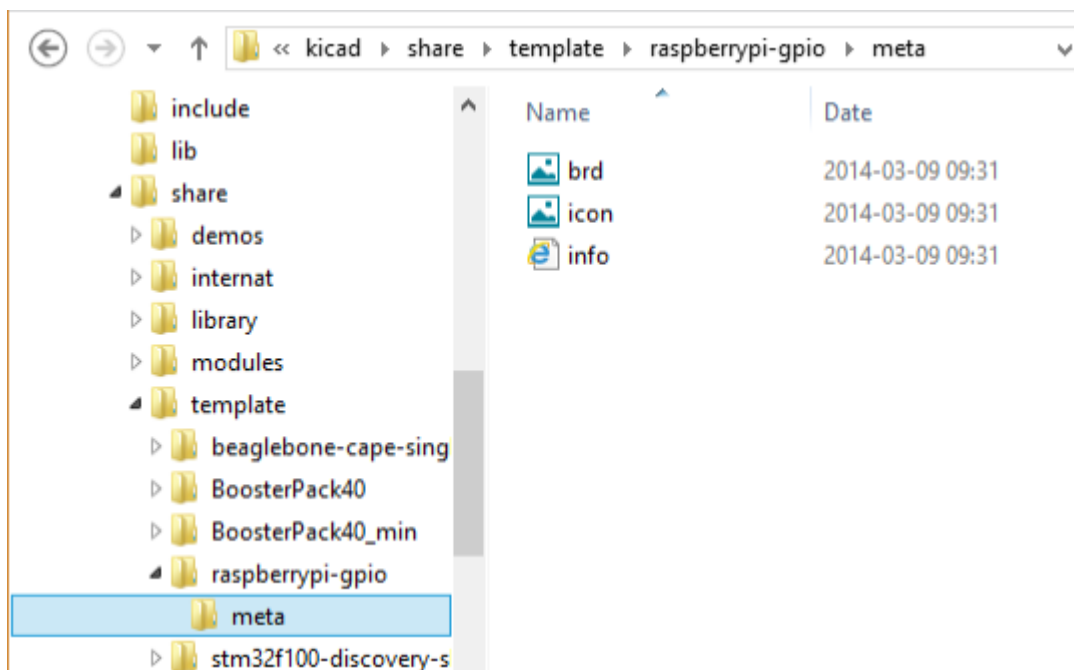 « kicad share template raspberrypi-gpio meta
include
lib
share
demos
internat
library
modules
template
beaglebone-cape-sing
BoosterPack40
BoosterPack40_min
raspberrypi-gpio
meta
stm32f100-discovery-s
Name Date
brd 2014-03-09 09:31
icon 2014-03-09 09:31
info 2014-03-09 09:31